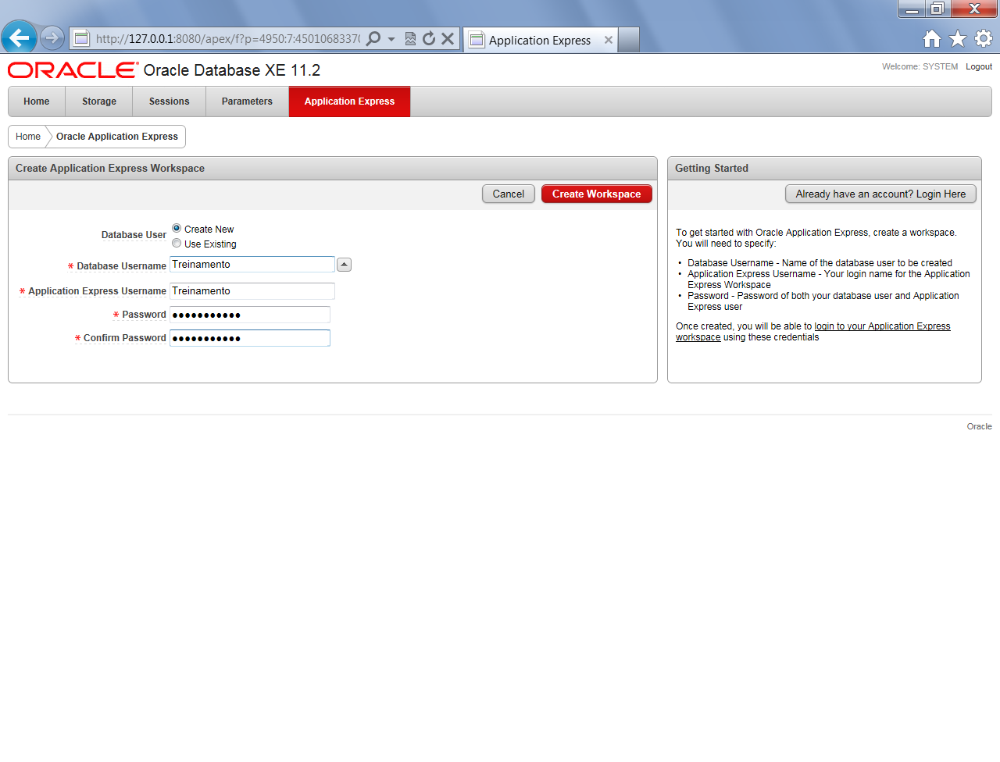 http://127.0.0.1:8080/apex/f?p=4950:7:45010683370
Application Express
ORACLE Oracle Database XE 11.2
Welcome: SYSTEM Logout
Home Storage Sessions Parameters Application Express
Home Oracle Application Express
Create Application Express Workspace
Cancel Create Workspace
Database User Create New
Use Existing
* Database Username Treinamento
* Application Express Username Treinamento
* Password ●●●●●●●●●●●
* Confirm Password ●●●●●●●●●●●
Getting Started
Already have an account? Login Here
To get started with Oracle Application Express, create a workspace.
You will need to specify:
• Database Username - Name of the database user to be created
• Application Express Username - Your login name for the Application
Express Workspace
• Password - Password of both your database user and Application
Express user
Once created, you will be able to login to your Application Express
workspace using these credentials
Oracle